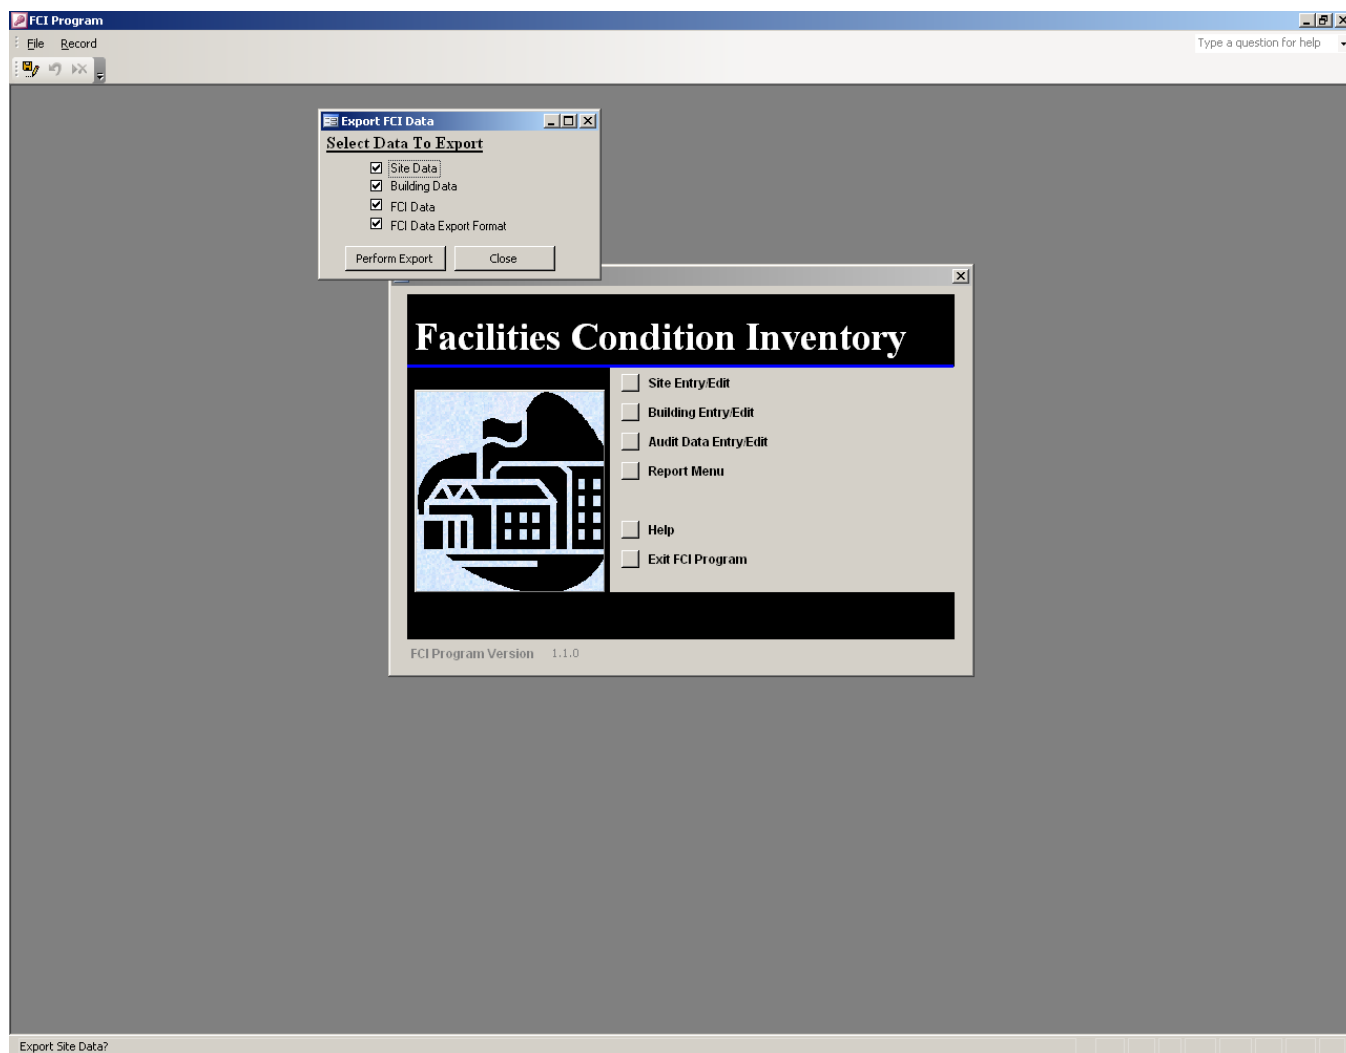 FCI Program
File Record
Type a question for help
Export FCI Data
Select Data To Export
Site Data
Building Data
FCI Data
FCI Data Export Format
Perform Export Close
Facilities Condition Inventory
Site Entry/Edit
Building Entry/Edit
Audit Data Entry/Edit
Report Menu
Help
Exit FCI Program
FCI Program Version 1.1.0
Export Site Data?